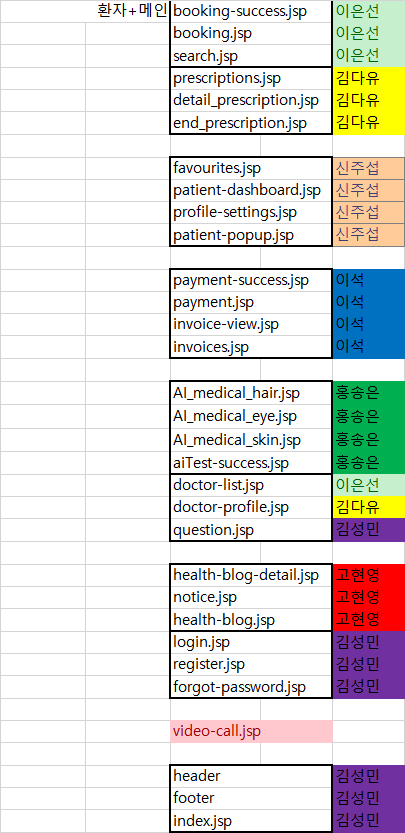 환자+메인 booking-success.jsp 이은선
booking.jsp 이은선
search.jsp 이은선
prescriptions.jsp 김다유
detail_prescription.jsp 김다유
end_prescription.jsp 김다유
favourites.jsp 신주섭
patient-dashboard.jsp 신주섭
profile-settings.jsp 신주섭
patient-popup.jsp 신주섭
payment-success.jsp 이석
payment.jsp 이석
invoice-view.jsp 이석
invoices.jsp 이석
AI_medical_hair.jsp 홍송은
AI_medical_eye.jsp 홍송은
AI_medical_skin.jsp 홍송은
aiTest-success.jsp 홍송은
doctor-list.jsp 이은선
doctor-profile.jsp 김다유
question.jsp 김성민
health-blog-detail.jsp 고현영
notice.jsp 고현영
health-blog.jsp 고현영
login.jsp 김성민
register.jsp 김성민
forgot-password.jsp 김성민
video-call.jsp
header 김성민
footer 김성민
index.jsp 김성민